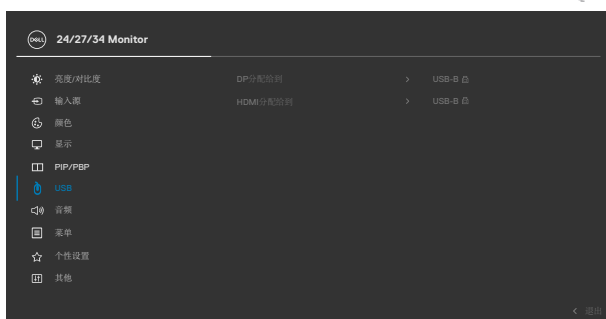 DELL 24/27/34 Monitor
亮度/对比度 DP分配给到 > USB-B
输入源 HDMI分配给到 > USB-B
颜色
显示
PIP/PBP
USB
音频
菜单
个性设置
其他
< 退出